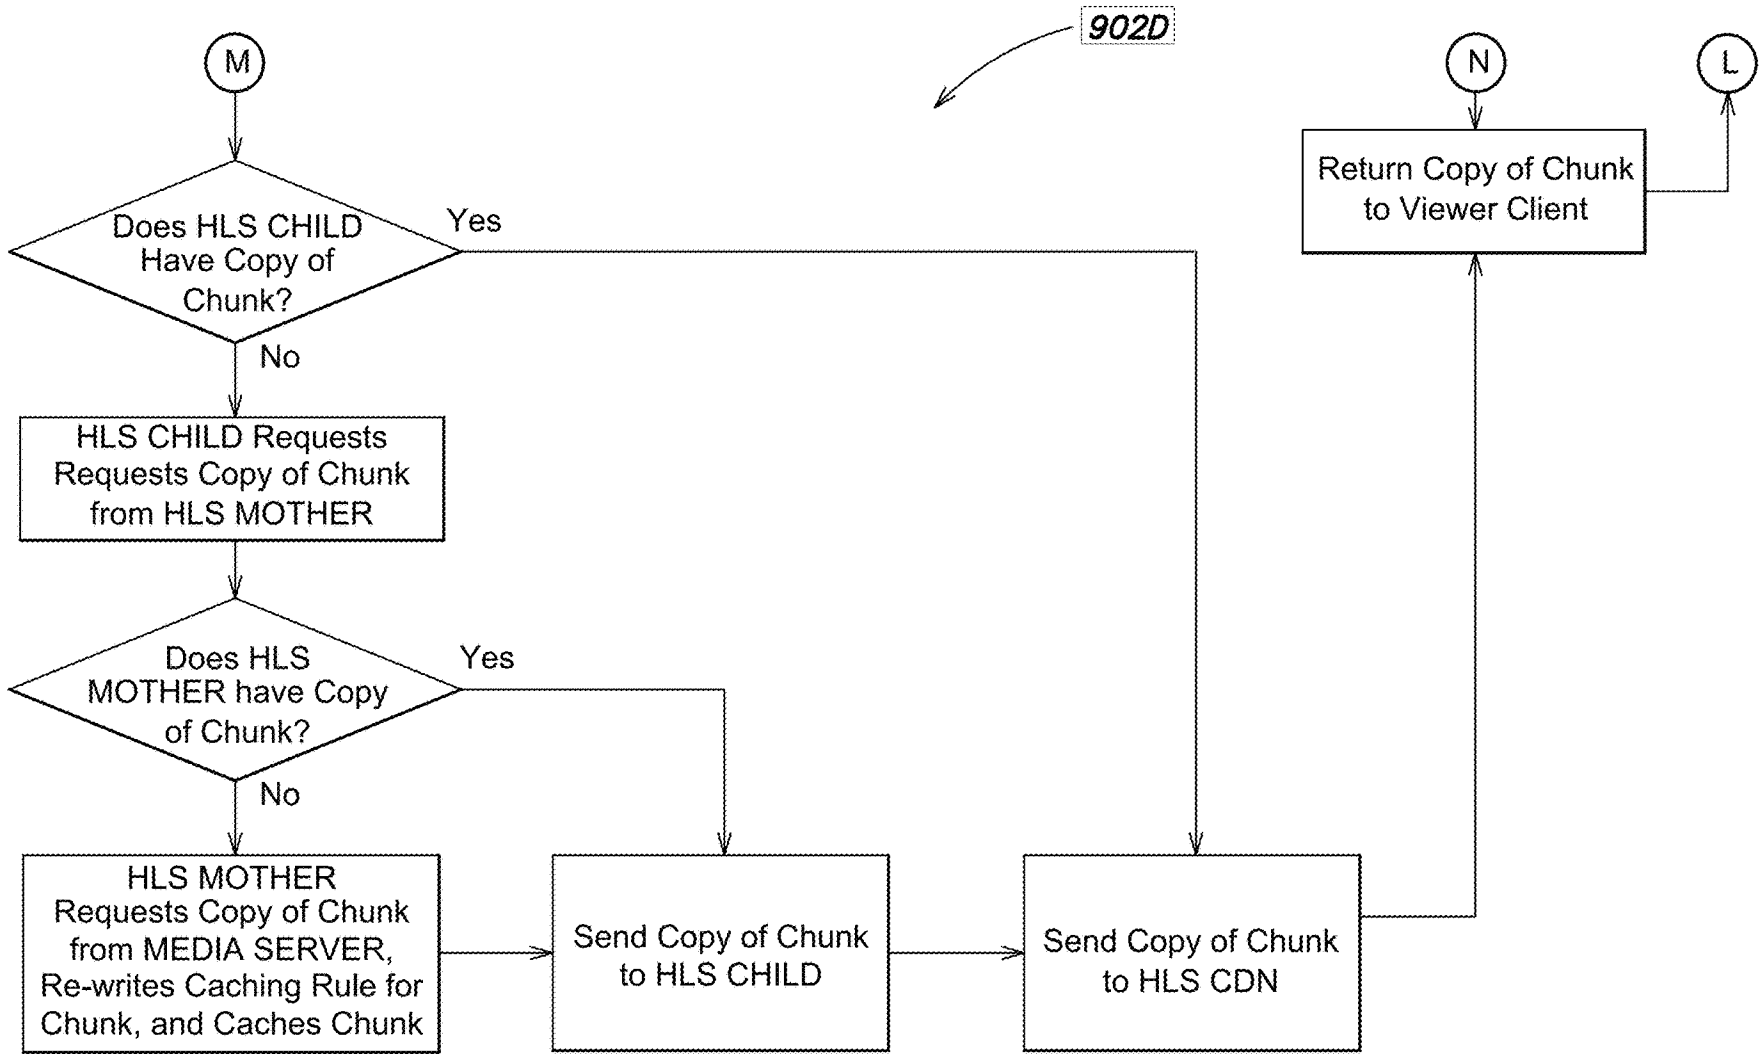 902D
M
N
L
Return Copy of Chunk
to Viewer Client
Does HLS CHILD
Have Copy of
Chunk?
Yes
No
HLS CHILD Requests
Requests Copy of Chunk
from HLS MOTHER
Does HLS
MOTHER have Copy
of Chunk?
Yes
No
HLS MOTHER
Requests Copy of Chunk
from MEDIA SERVER,
Re-writes Caching Rule for
Chunk, and Caches Chunk
Send Copy of Chunk
to HLS CHILD
Send Copy of Chunk
to HLS CDN